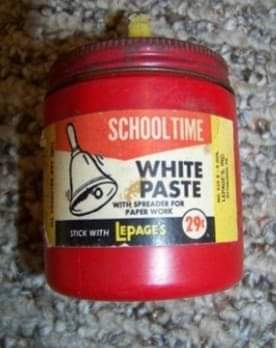 SCHOOLTIME
WHITE
PASTE
WITH SPREADER FOR
PAPER WORK
STICK WITH LEPAGE'S
29¢